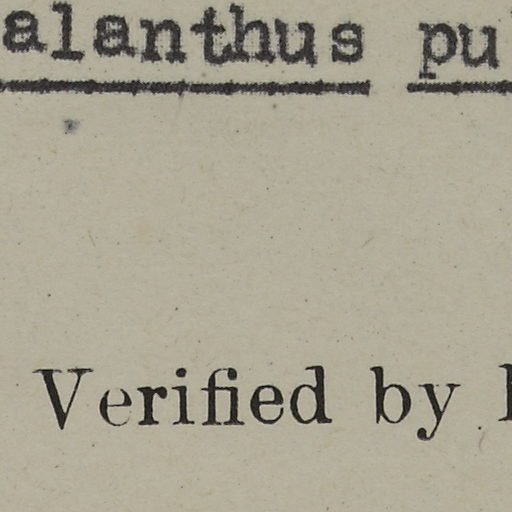 alanthus pu
Verified by